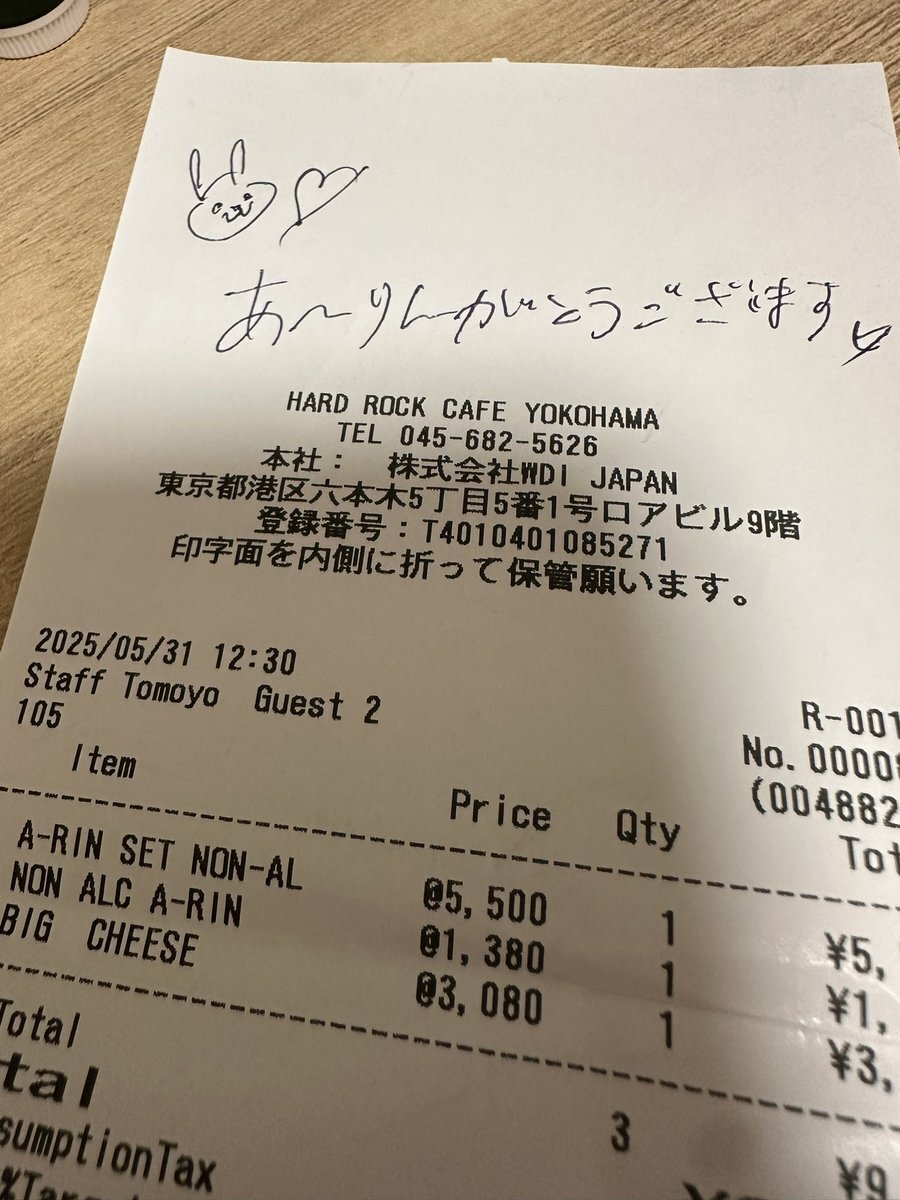 あ〜りんがとうございます
HARD ROCK CAFE YOKOHAMA
TEL 045-682-5626
本社： 株式会社WDI JAPAN
東京都港区六本木5丁目5番1号ロアビル9階
登録番号：T4010401085271
印字面を内側に折って保管願います。
2025/05/31 12:30
Staff Tomoyo Guest 2
R-001
105
No.00000
(004882
Item Price Qty Tot
A-RIN SET NON-AL @5,500 1 ¥5,
NON ALC A-RIN @1,380 1 ¥1,
BIG CHEESE @3,080 1 ¥3,
Total 3 ¥9
tal
sumptionTax